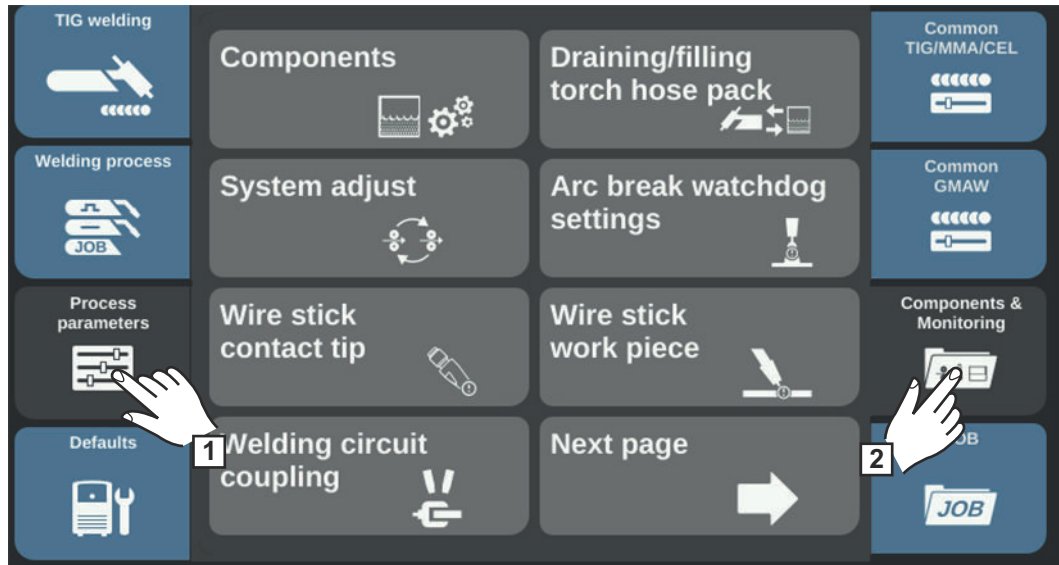 TIG welding
Welding process
JOB
Process
parameters
1
Defaults
Components
Draining/filling
torch hose pack
System adjust
Arc break watchdog
settings
Wire stick
contact tip
Wire stick
work piece
Welding circuit
coupling
Next page
Common
TIG/MMA/CEL
Common
GMAW
Components &
Monitoring
2
JOB